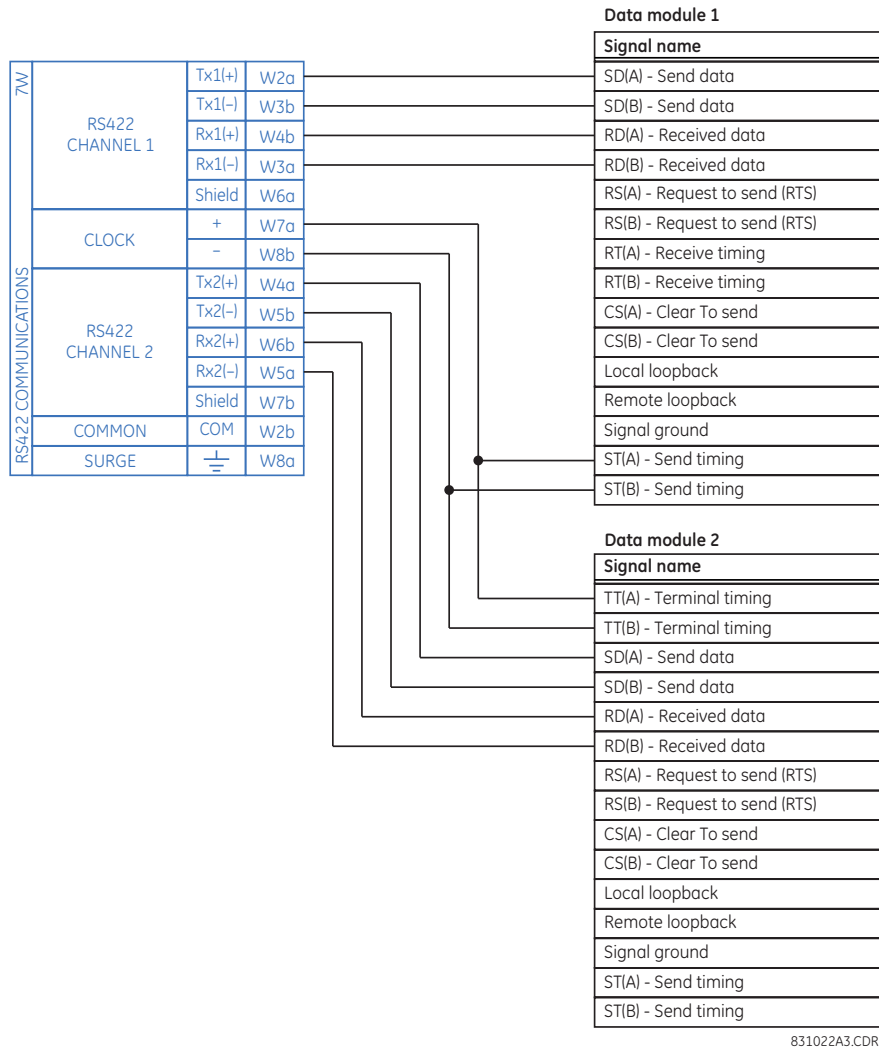 Data module 1
Signal name
SD(A) - Send data
SD(B) - Send data
RD(A) - Received data
RD(B) - Received data
RS(A) - Request to send (RTS)
RS(B) - Request to send (RTS)
RT(A) - Receive timing
RT(B) - Receive timing
CS(A) - Clear To send
CS(B) - Clear To send
Local loopback
Remote loopback
Signal ground
ST(A) - Send timing
ST(B) - Send timing
7W
RS422 COMMUNICATIONS
RS422
CHANNEL 1
Tx1(+) W2a
Tx1(–) W3b
Rx1(+) W4b
Rx1(–) W3a
Shield W6a
CLOCK
+ W7a
– W8b
RS422
CHANNEL 2
Tx2(+) W4a
Tx2(–) W5b
Rx2(+) W6b
Rx2(–) W5a
Shield W7b
COMMON COM W2b
SURGE W8a
Data module 2
Signal name
TT(A) - Terminal timing
TT(B) - Terminal timing
SD(A) - Send data
SD(B) - Send data
RD(A) - Received data
RD(B) - Received data
RS(A) - Request to send (RTS)
RS(B) - Request to send (RTS)
CS(A) - Clear To send
CS(B) - Clear To send
Local loopback
Remote loopback
Signal ground
ST(A) - Send timing
ST(B) - Send timing
831022A3.CDR